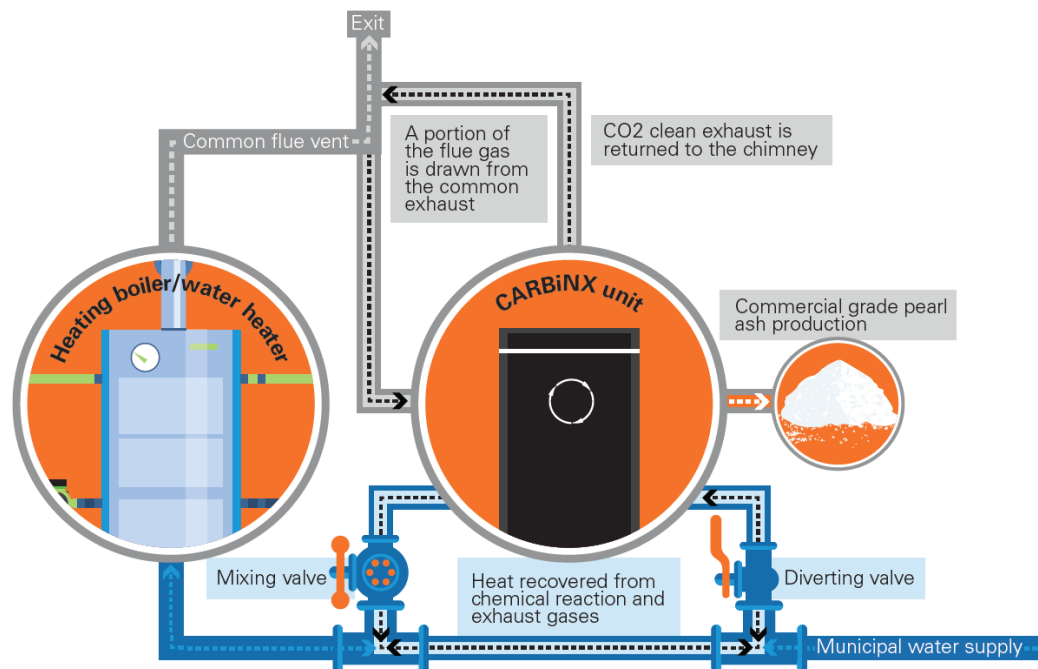 Exit
Common flue vent
A portion of
the flue gas
is drawn from
the common
exhaust
CO2 clean exhaust is
returned to the chimney
Heating boiler/water heater
CARBiNX unit
Commercial grade pearl
ash production
Mixing valve
Heat recovered from
chemical reaction and
exhaust gases
Diverting valve
Municipal water supply